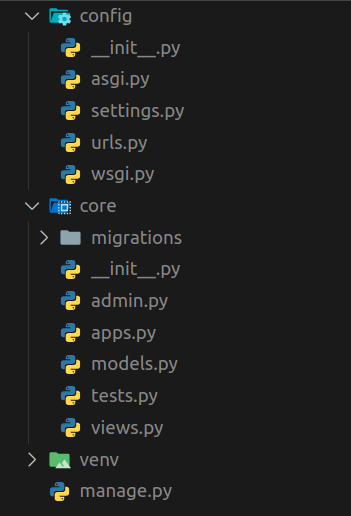 config
__init__.py
asgi.py
settings.py
urls.py
wsgi.py
core
migrations
__init__.py
admin.py
apps.py
models.py
tests.py
views.py
venv
manage.py